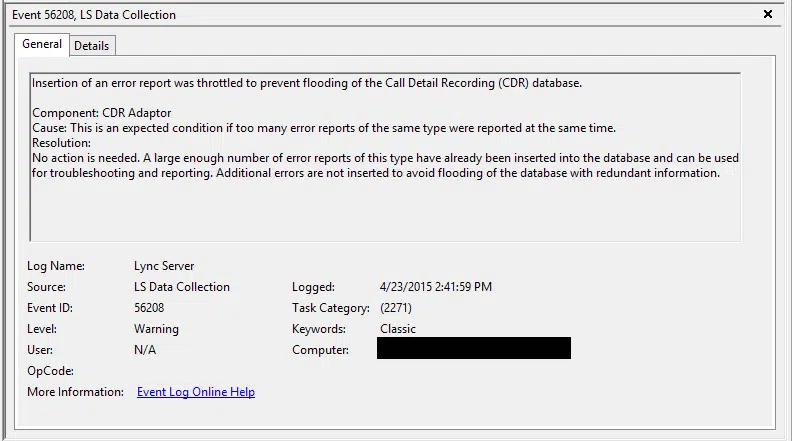 Event 56208, LS Data Collection
General Details
Insertion of an error report was throttled to prevent flooding of the Call Detail Recording (CDR) database.
Component: CDR Adaptor
Cause: This is an expected condition if too many error reports of the same type were reported at the same time.
Resolution:
No action is needed. A large enough number of error reports of this type have already been inserted into the database and can be used
for troubleshooting and reporting. Additional errors are not inserted to avoid flooding of the database with redundant information.
Log Name: Lync Server
Source: LS Data Collection Logged: 4/23/2015 2:41:59 PM
Event ID: 56208 Task Category: (2271)
Level: Warning Keywords: Classic
User: N/A Computer:
OpCode:
More Information: Event Log Online Help